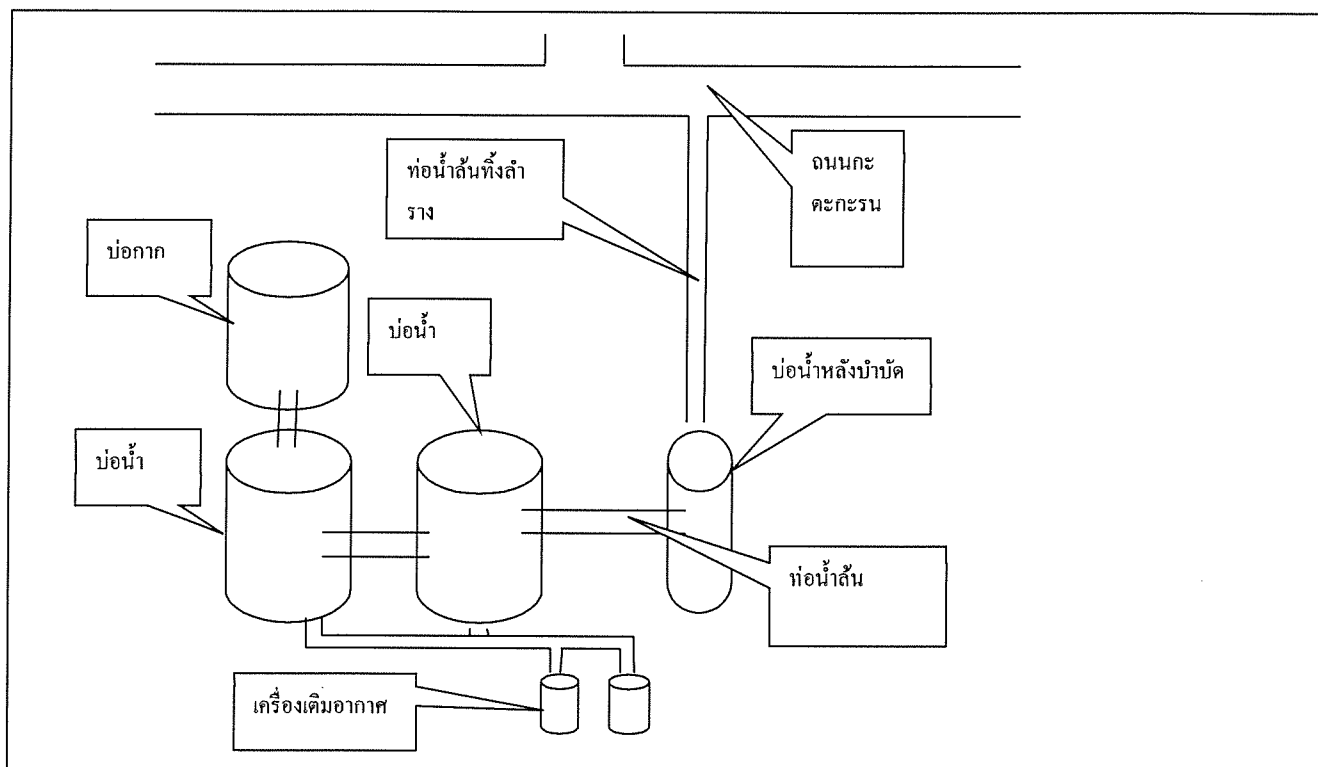 ท่อน้ำล้นทิ้งลำ
ราง
ถนนกะ
ตะกะรน
บ่อกาก
บ่อน้ำ
บ่อน้ำหลังบำบัด
บ่อน้ำ
ท่อน้ำล้น
เครื่องเติมอากาศ